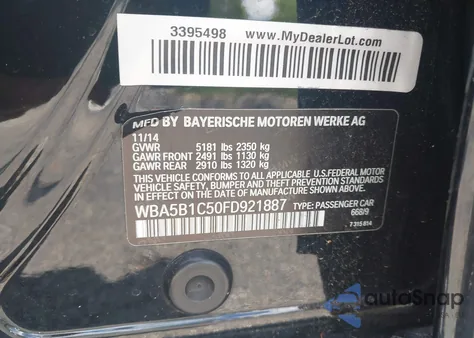 3395498 www.MyDealerLot.com
MFD BY BAYERISCHE MOTOREN WERKE AG
11/14
GVWR 5181 lbs 2350 kg
GAWR FRONT 2491 lbs 1130 kg
GAWR REAR 2910 lbs 1320 kg
THIS VEHICLE CONFORMS TO ALL APPLICABLE U.S. FEDERAL MOTOR
VEHICLE SAFETY, BUMPER, AND THEFT PREVENTION STANDARDS IN
EFFECT ON THE DATE OF MANUFACTURE SHOWN ABOVE.
WBA5B1C50FD921887 TYPE: PASSENGER CAR
668/9
7 315 814
autoSnap